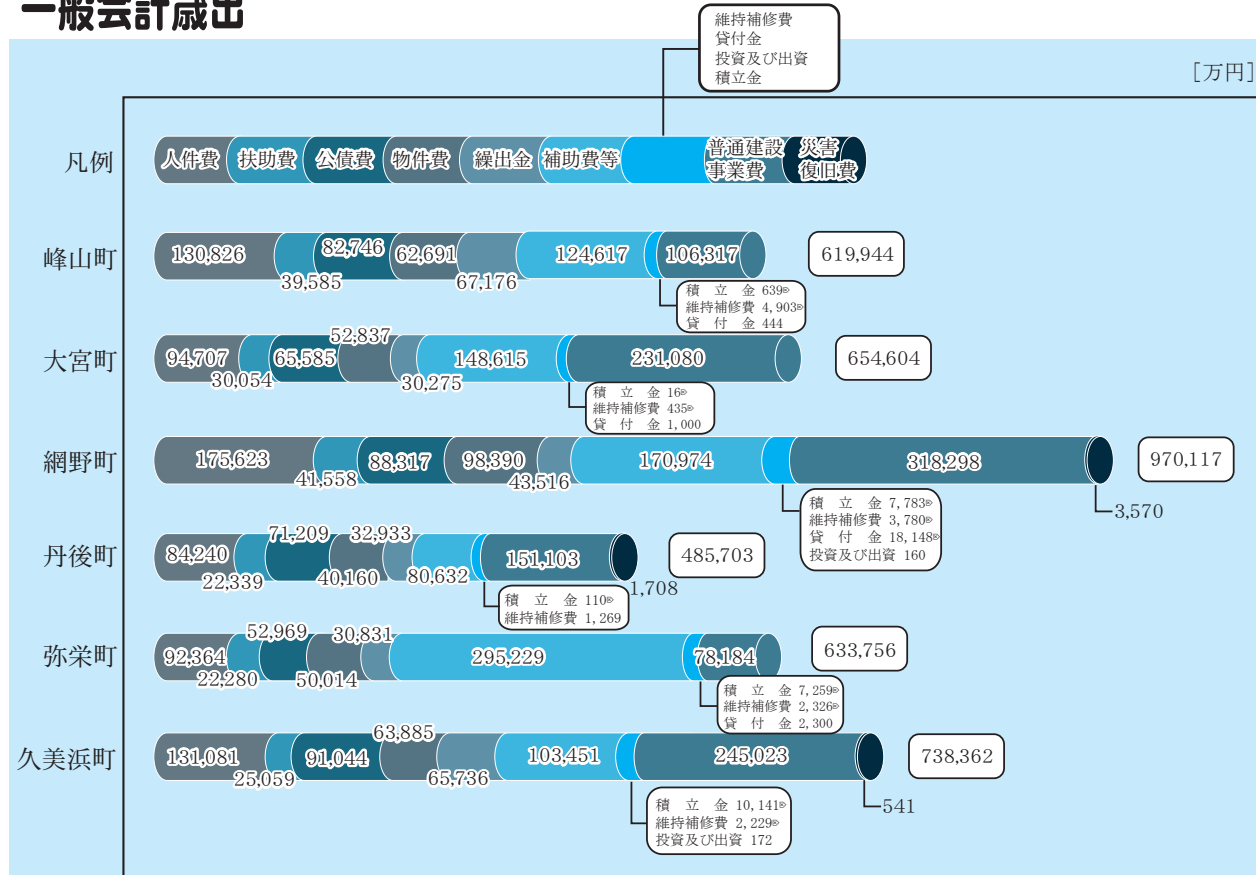 一般会計歳出
維持補修費
貸付金
投資及び出資
積立金
［万円］
凡例
人件費 扶助費 公債費 物件費 繰出金 補助費等 普通建設事業費 災害復旧費
峰山町
130,826 39,585 82,746 62,691 67,176 124,617 106,317 619,944
積立金 639
維持補修費 4,903
貸付金 444
大宮町
94,707 30,054 65,585 52,837 30,275 148,615 231,080 654,604
積立金 16
維持補修費 435
貸付金 1,000
網野町
175,623 41,558 88,317 98,390 43,516 170,974 318,298 3,570 970,117
積立金 7,783
維持補修費 3,780
貸付金 18,148
投資及び出資 160
丹後町
84,240 22,339 71,209 40,160 32,933 80,632 151,103 1,708 485,703
積立金 110
維持補修費 1,269
弥栄町
92,364 22,280 52,969 50,014 30,831 295,229 78,184 633,756
積立金 7,259
維持補修費 2,326
貸付金 2,300
久美浜町
131,081 25,059 91,044 63,885 65,736 103,451 245,023 541 738,362
積立金 10,141
維持補修費 2,229
投資及び出資 172